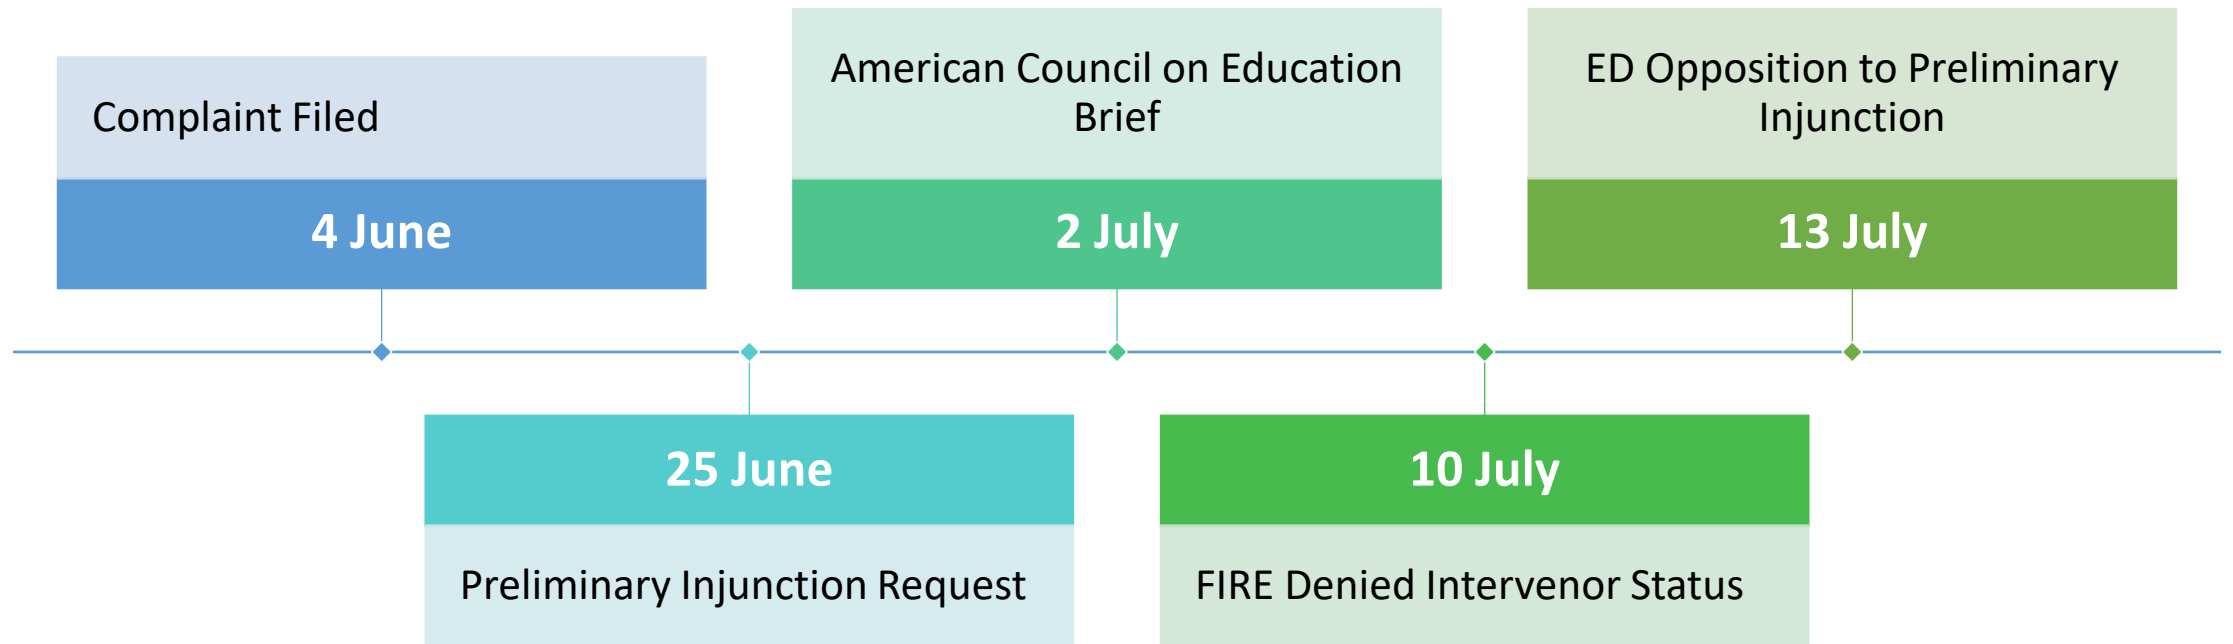 Complaint Filed
4 June
25 June
Preliminary Injunction Request
American Council on Education
Brief
2 July
10 July
FIRE Denied Intervenor Status
ED Opposition to Preliminary
Injunction
13 July